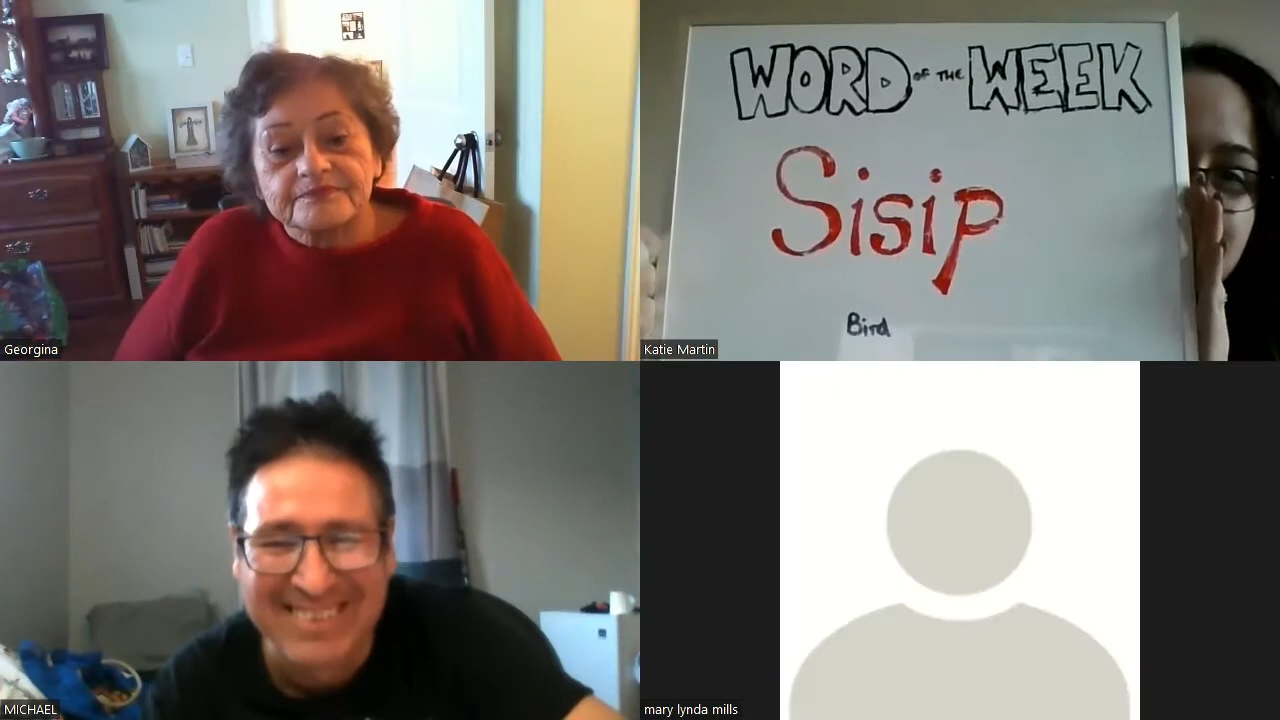 WORD OF THE WEEK
Sisip
Bird
Georgina
Katie Martin
MICHAEL
mary lynda mills